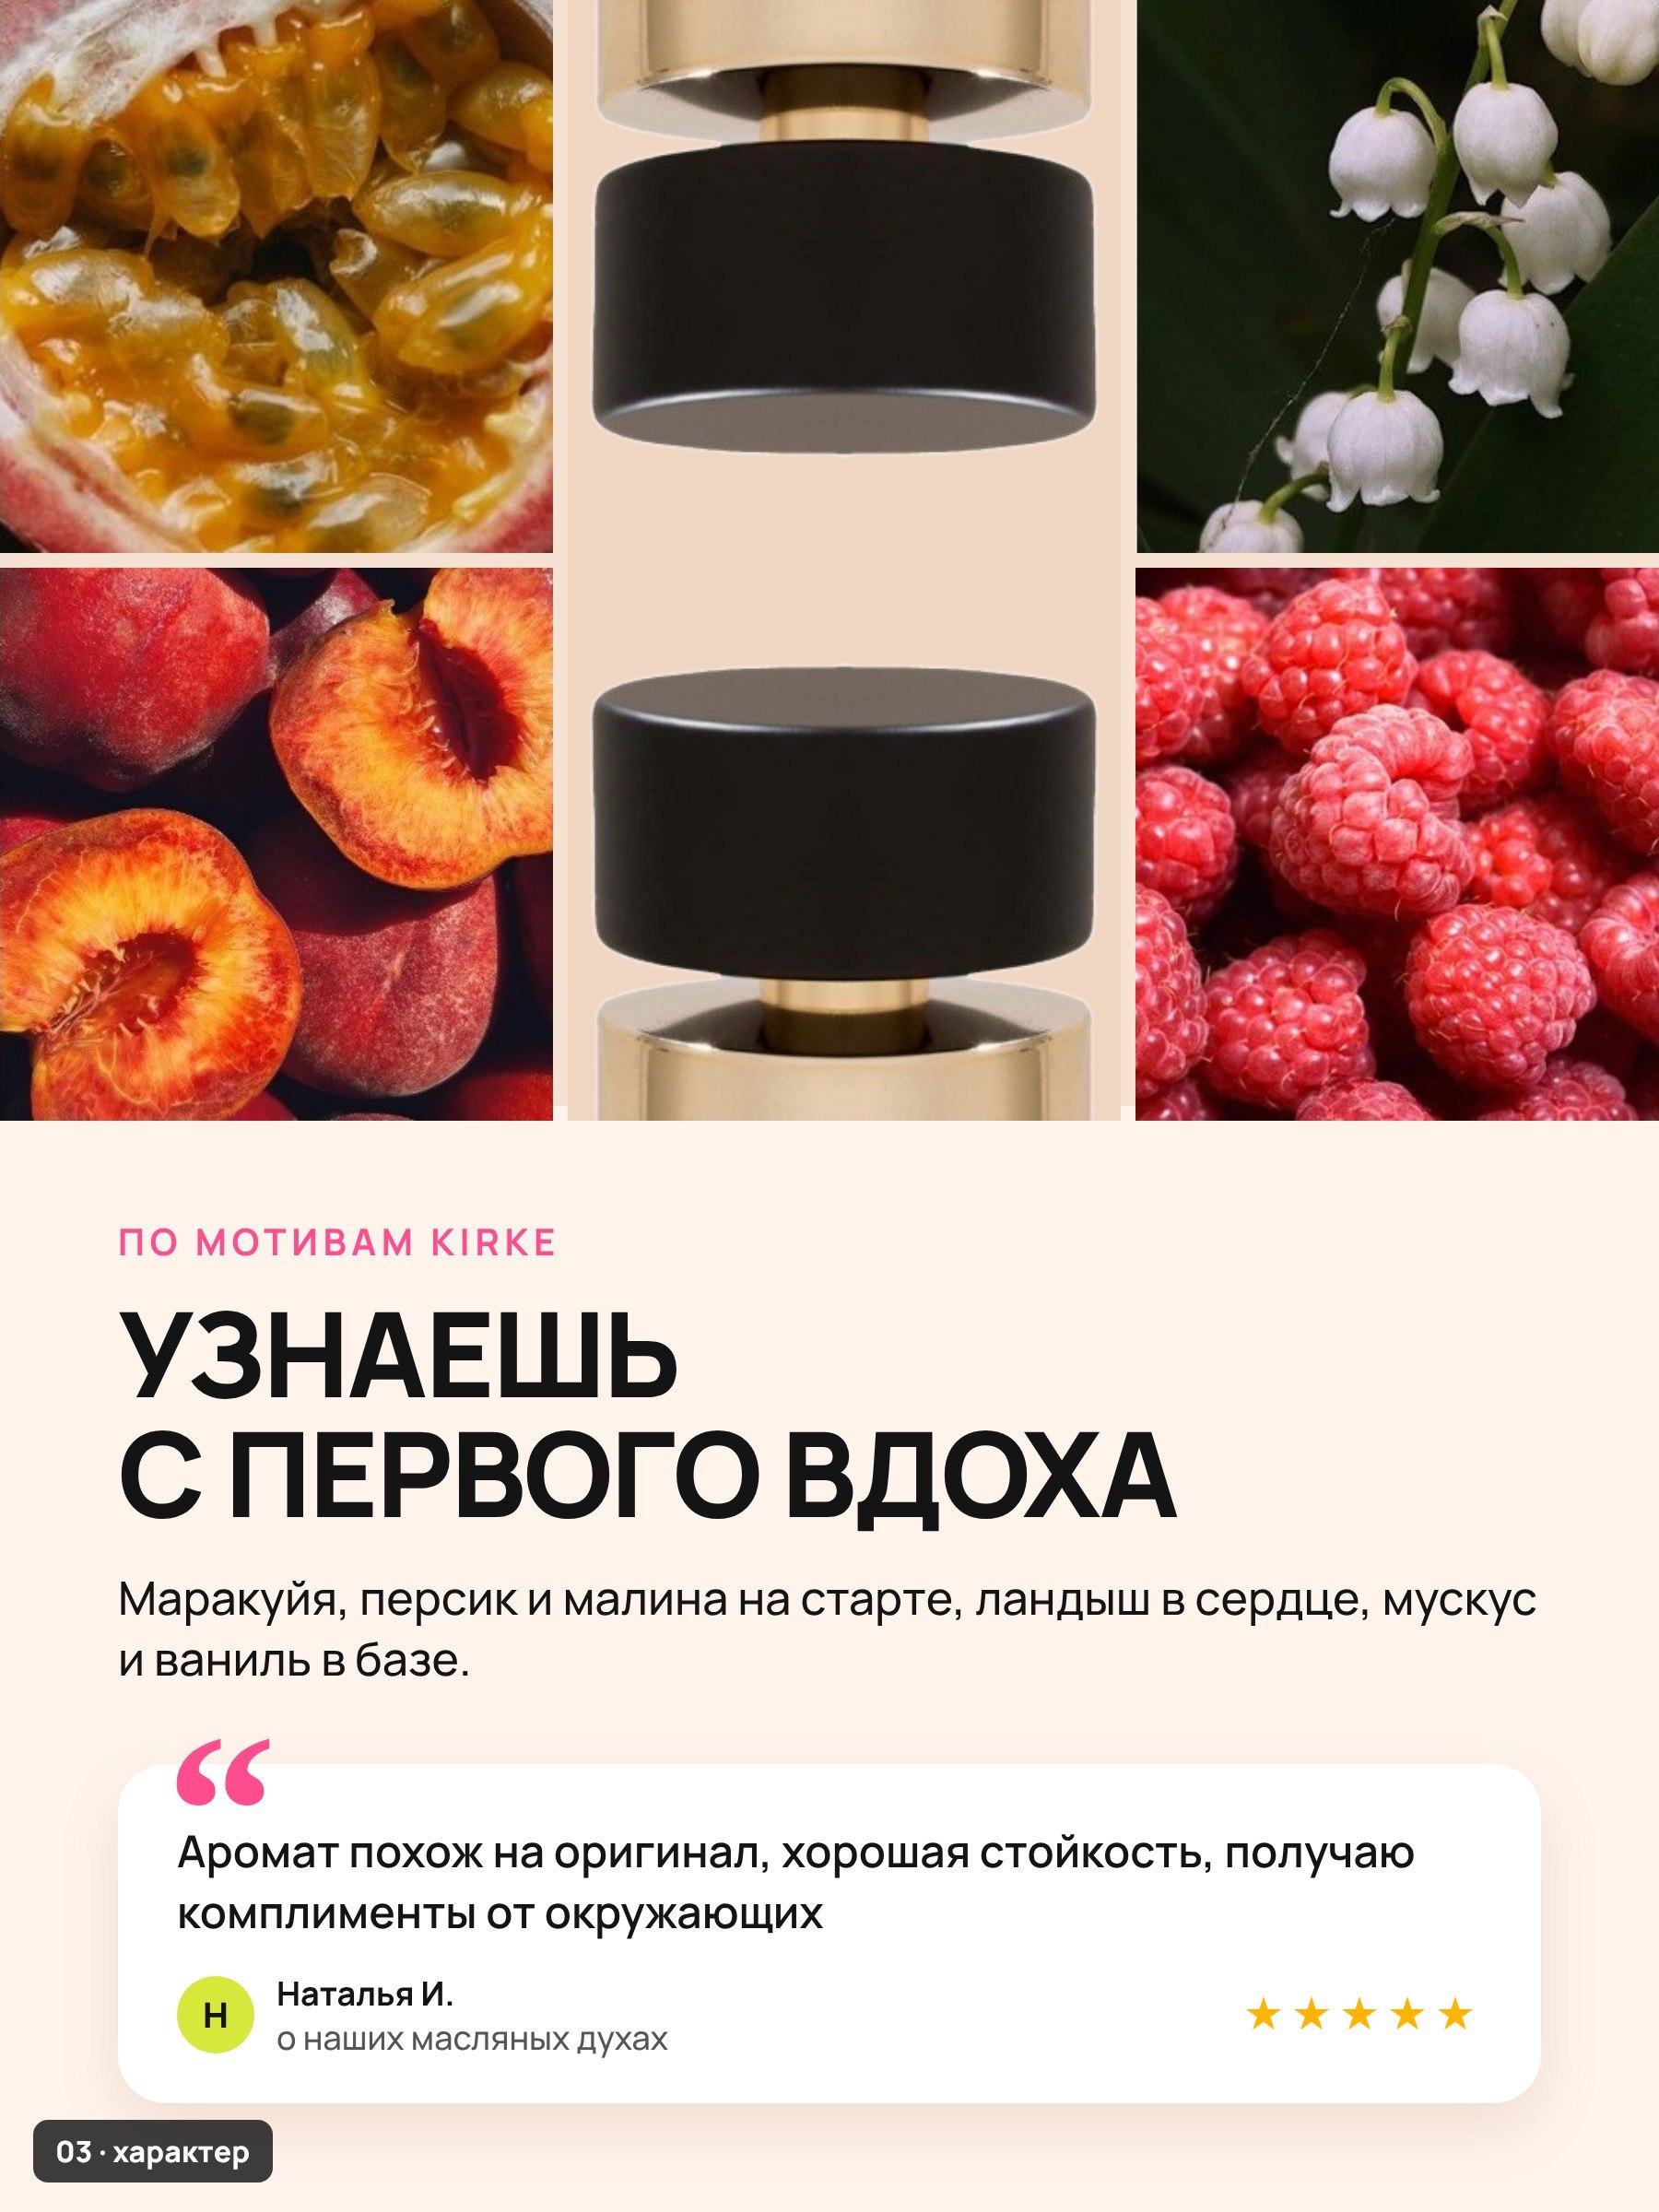 ПО МОТИВАМ KIRKE
УЗНАЕШЬ
С ПЕРВОГО ВДОХА
Маракуйя, персик и малина на старте, ландыш в сердце, мускус
и ваниль в базе.
“
Аромат похож на оригинал, хорошая стойкость, получаю
комплименты от окружающих
Н
Наталья И.
о наших масляных духах
★★★★★
03 · характер